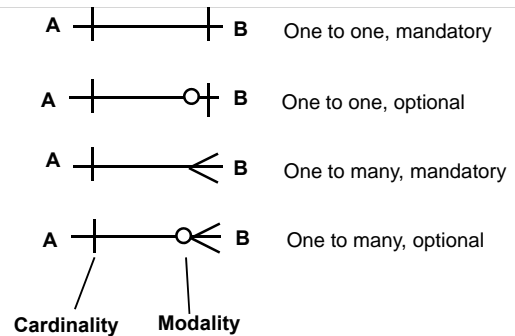 A B One to one, mandatory
A B One to one, optional
A B One to many, mandatory
A B One to many, optional
Cardinality Modality